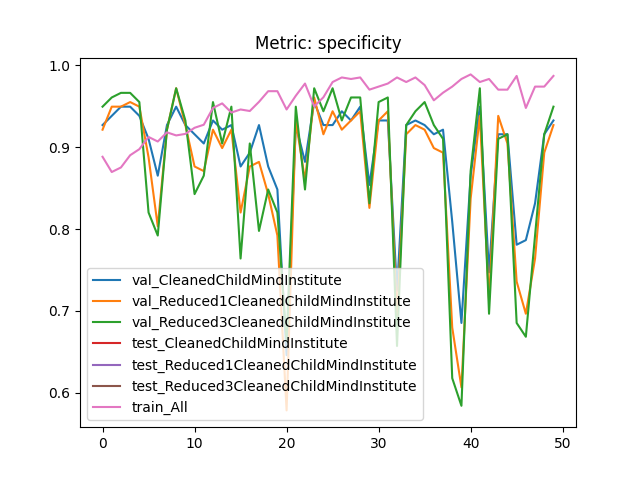 Metric: specificity
1.0
0.9
0.8
0.7
0.6
val_CleanedChildMindInstitute
val_Reduced1CleanedChildMindInstitute
val_Reduced3CleanedChildMindInstitute
test_CleanedChildMindInstitute
test_Reduced1CleanedChildMindInstitute
test_Reduced3CleanedChildMindInstitute
train_All
0 10 20 30 40 50